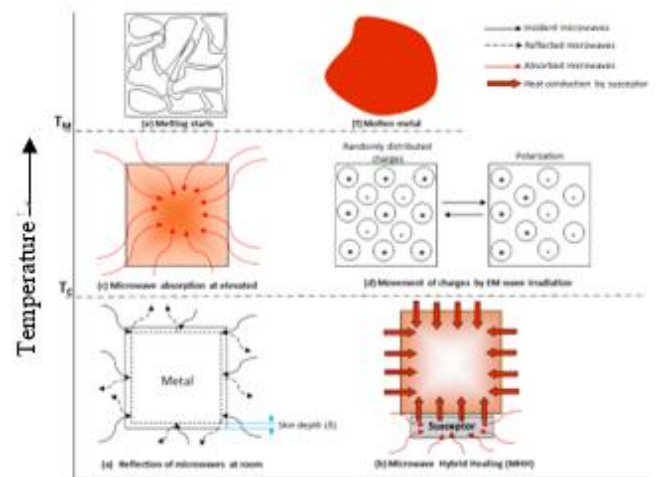 Incident microwaves
Reflected microwaves
Absorbed microwaves
Heat conduction by susceptor
(e) Melting starts
(f) Molten metal
T_M
Randomly distributed
charges
Polarization
(c) Microwave absorption at elevated
(d) Movement of charges by EM wave irradiation
T_C
Temperature
Metal
Skin depth (δ)
Susceptor
(a) Reflection of microwaves at room
(b) Microwave Hybrid Heating (MHH)